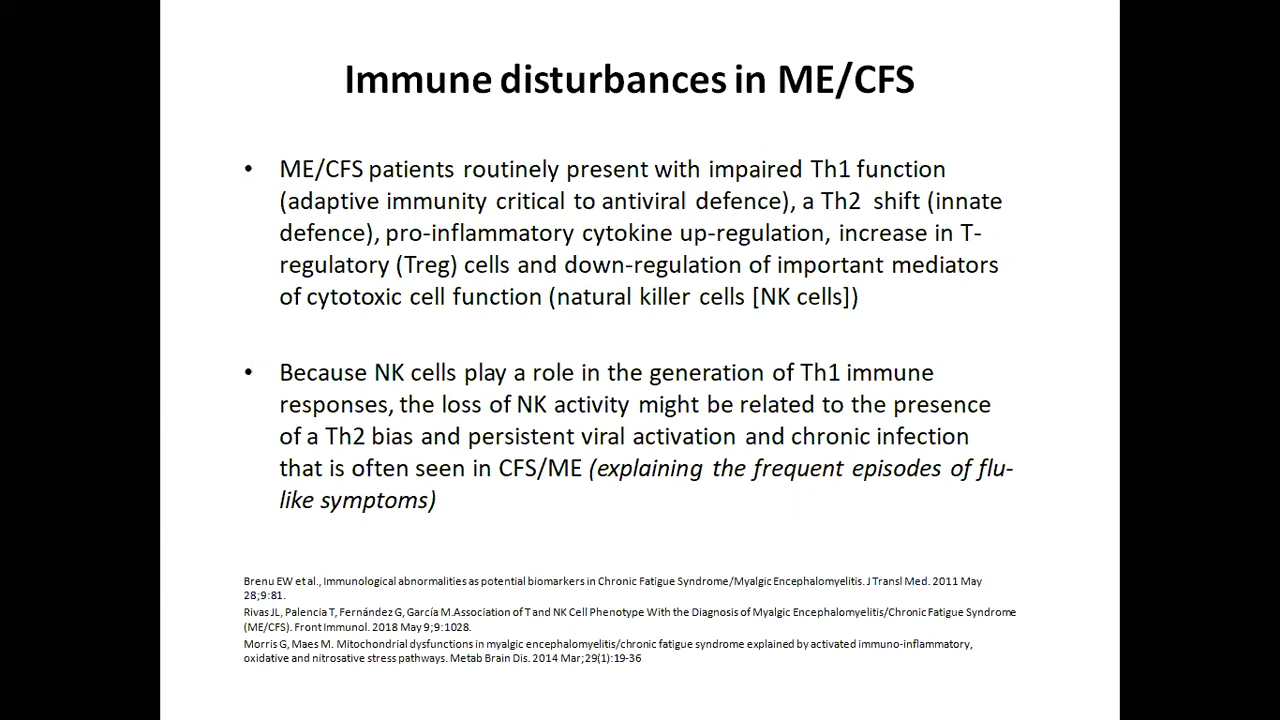 Immune disturbances in ME/CFS
• ME/CFS patients routinely present with impaired Th1 function
(adaptive immunity critical to antiviral defence), a Th2 shift (innate
defence), pro-inflammatory cytokine up-regulation, increase in T-
regulatory (Treg) cells and down-regulation of important mediators
of cytotoxic cell function (natural killer cells [NK cells])
• Because NK cells play a role in the generation of Th1 immune
responses, the loss of NK activity might be related to the presence
of a Th2 bias and persistent viral activation and chronic infection
that is often seen in CFS/ME (explaining the frequent episodes of flu-
like symptoms)
Brenu EW et al., Immunological abnormalities as potential biomarkers in Chronic Fatigue Syndrome/Myalgic Encephalomyelitis. J Transl Med. 2011 May
28;9:81.
Rivas JL, Palencia T, Fernández G, García M.Association of T and NK Cell Phenotype With the Diagnosis of Myalgic Encephalomyelitis/Chronic Fatigue Syndrome
(ME/CFS). Front Immunol. 2018 May 9;9:1028.
Morris G, Maes M. Mitochondrial dysfunctions in myalgic encephalomyelitis/chronic fatigue syndrome explained by activated immuno-inflammatory,
oxidative and nitrosative stress pathways. Metab Brain Dis. 2014 Mar;29(1):19-36